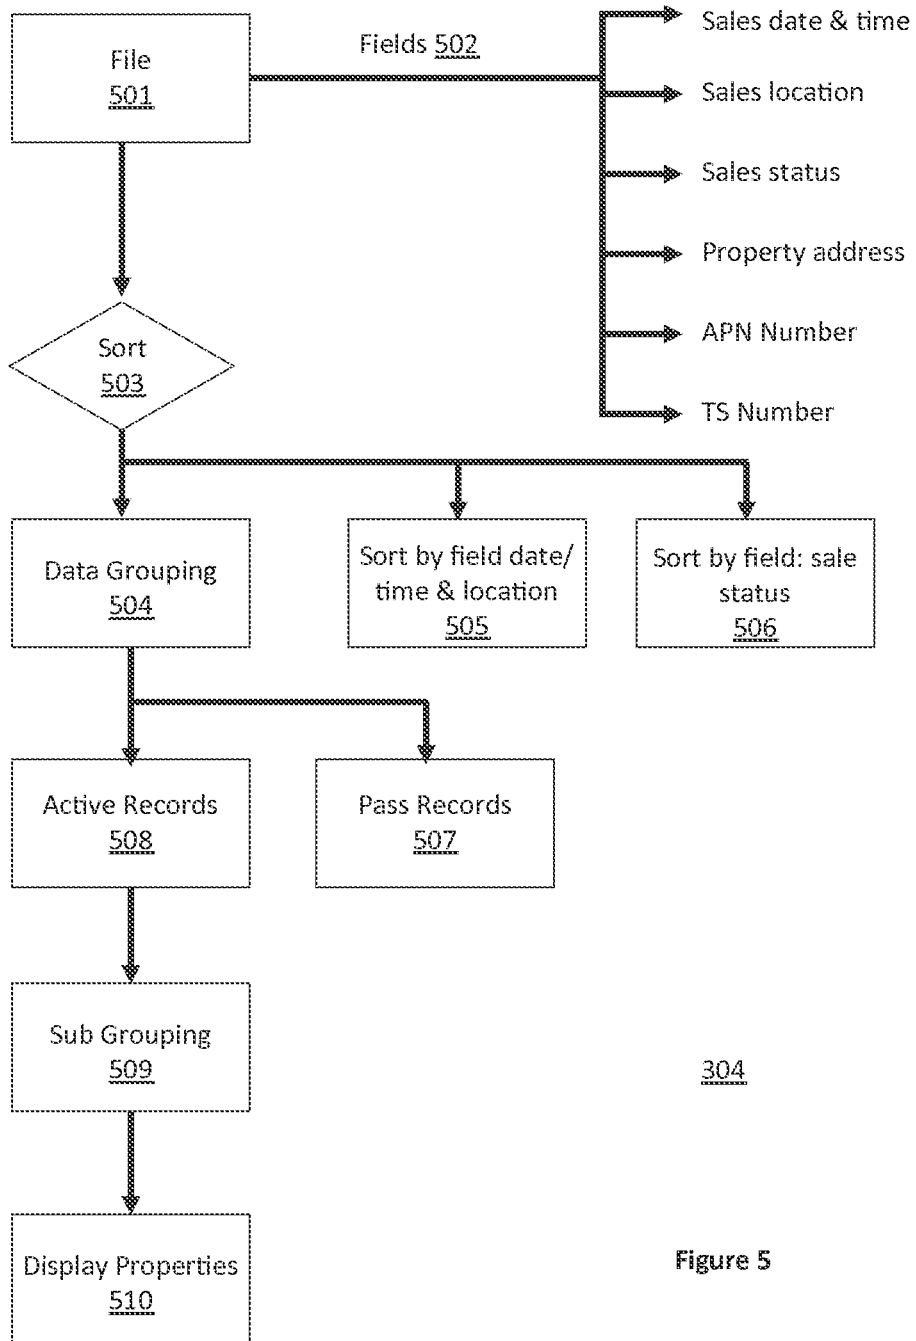 File
501
Fields 502
Sales date & time
Sales location
Sales status
Property address
APN Number
TS Number
Sort
503
Data Grouping
504
Sort by field date/
time & location
505
Sort by field: sale
status
506
Active Records
508
Pass Records
507
Sub Grouping
509
304
Display Properties
510
Figure 5